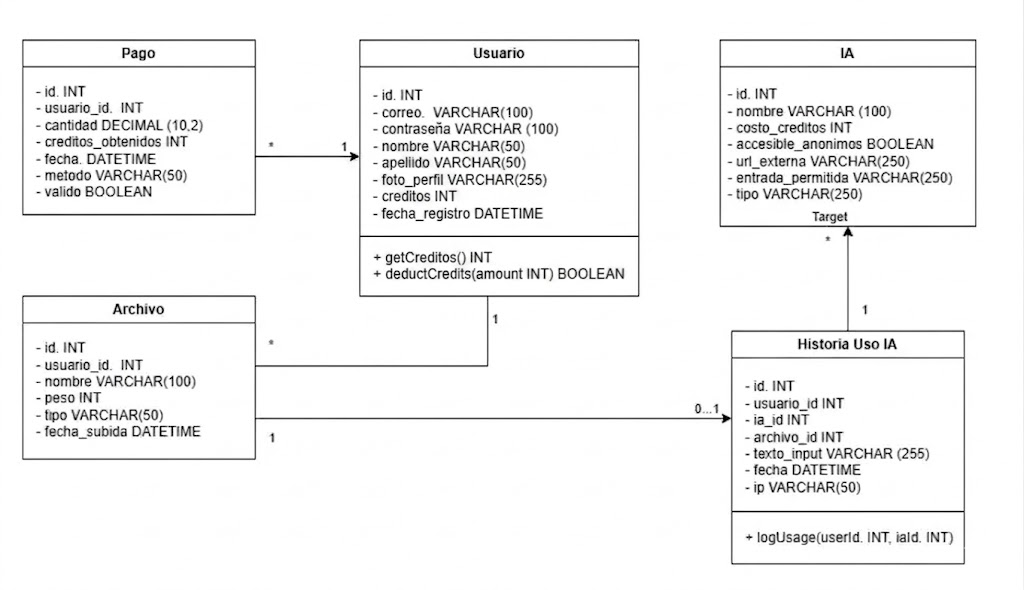 Pago
- id. INT
- usuario_id. INT
- cantidad DECIMAL (10,2)
- creditos_obtenidos INT
- fecha. DATETIME
- metodo VARCHAR(50)
- valido BOOLEAN
*
1
Usuario
- id. INT
- correo. VARCHAR(100)
- contraseña VARCHAR (100)
- nombre VARCHAR(50)
- apellido VARCHAR(50)
- foto_perfil VARCHAR(255)
- creditos INT
- fecha_registro DATETIME
+ getCreditos() INT
+ deductCredits(amount INT) BOOLEAN
1
IA
- id. INT
- nombre VARCHAR (100)
- costo_creditos INT
- accesible_anonimos BOOLEAN
- url_externa VARCHAR(250)
- entrada_permitida VARCHAR(250)
- tipo VARCHAR(250)
Target
*
1
Archivo
- id. INT
- usuario_id. INT
- nombre VARCHAR(100)
- peso INT
- tipo VARCHAR(50)
- fecha_subida DATETIME
*
1
0...1
Historia Uso IA
- id. INT
- usuario_id INT
- ia_id INT
- archivo_id INT
- texto_input VARCHAR (255)
- fecha DATETIME
- ip VARCHAR(50)
+ logUsage(userId. INT, iaId. INT)